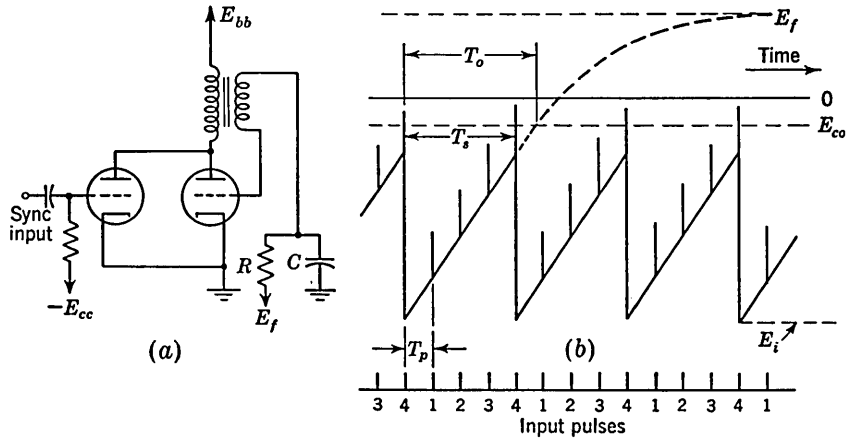 E_bb
Sync
input
-E_cc
R
C
E_f
(a)
E_f
T_o
Time
0
E_co
T_s
E_i
T_p
(b)
3 4 1 2 3 4 1 2 3 4 1 2 3 4 1
Input pulses